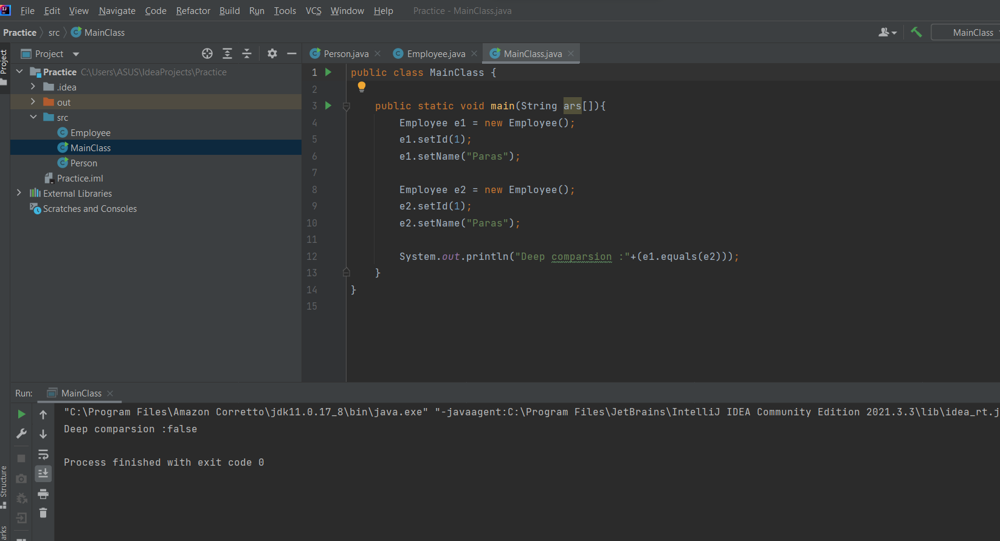 File Edit View Navigate Code Refactor Build Run Tools VCS Window Help Practice - MainClass.java
Practice src MainClass
MainClass
Project
Project
Person.java Employee.java MainClass.java
Practice C:\Users\ASUS\IdeaProjects\Practice
.idea
out
src
Employee
MainClass
Person
Practice.iml
External Libraries
Scratches and Consoles
1 public class MainClass {
2
3 public static void main(String ars[]){
4 Employee e1 = new Employee();
5 e1.setId(1);
6 e1.setName("Paras");
7
8 Employee e2 = new Employee();
9 e2.setId(1);
10 e2.setName("Paras");
11
12 System.out.println("Deep comparsion :"+(e1.equals(e2)));
13 }
14 }
15
Run: MainClass
"C:\Program Files\Amazon Corretto\jdk11.0.17_8\bin\java.exe" "-javaagent:C:\Program Files\JetBrains\IntelliJ IDEA Community Edition 2021.3.3\lib\idea_rt.j
Deep comparsion :false
Process finished with exit code 0
Structure
arks